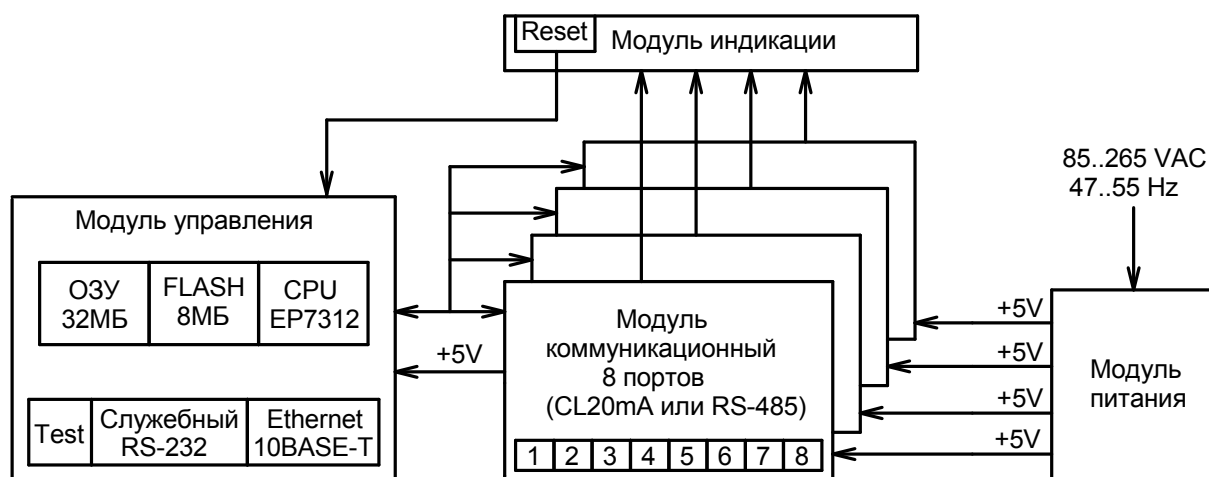 Reset
Модуль индикации
85..265 VAC
47..55 Hz
Модуль управления
ОЗУ
32МБ
FLASH
8МБ
CPU
EP7312
Test
Служебный
RS-232
Ethernet
10BASE-T
+5V
Модуль
коммуникационный
8 портов
(CL20mA или RS-485)
1 2 3 4 5 6 7 8
+5V
+5V
+5V
+5V
Модуль
питания